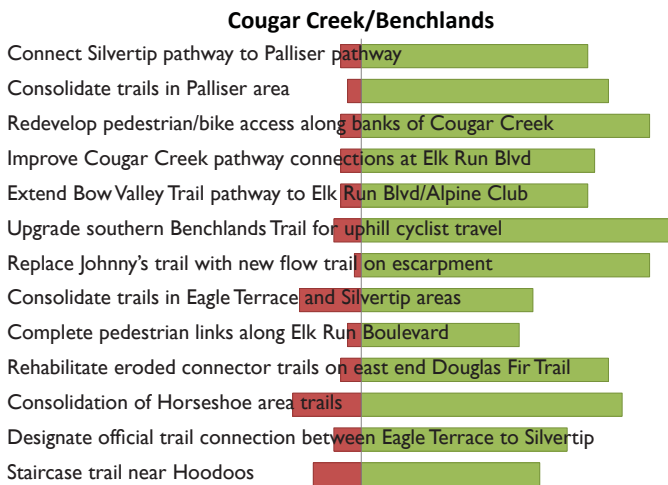 Cougar Creek/Benchlands
Connect Silvertip pathway to Palliser pathway
Consolidate trails in Palliser area
Redevelop pedestrian/bike access along banks of Cougar Creek
Improve Cougar Creek pathway connections at Elk Run Blvd
Extend Bow Valley Trail pathway to Elk Run Blvd/Alpine Club
Upgrade southern Benchlands Trail for uphill cyclist travel
Replace Johnny's trail with new flow trail on escarpment
Consolidate trails in Eagle Terrace and Silvertip areas
Complete pedestrian links along Elk Run Boulevard
Rehabilitate eroded connector trails on east end Douglas Fir Trail
Consolidation of Horseshoe area trails
Designate official trail connection between Eagle Terrace to Silvertip
Staircase trail near Hoodoos